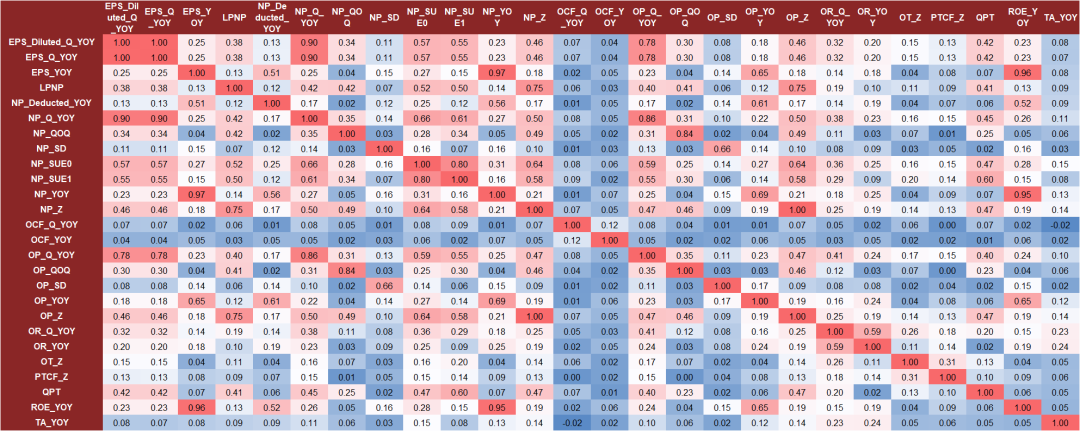 EPS_Diluted_Q_YOY EPS_Q_YOY EPS_YOY LPNP NP_Deducted_YOY NP_Q_YOY NP_QOQ NP_SD NP_SUE0 NP_SUE1 NP_YOY NP_Z OCF_Q_YOY OCF_YOY OP_Q_YOY OP_QOQ OP_SD OP_YOY OP_Z OR_Q_YOY OR_YOY OT_Z PTCF_Z QPT ROE_YOY TA_YOY
EPS_Diluted_Q_YOY 1.00 1.00 0.25 0.38 0.13 0.90 0.34 0.11 0.57 0.55 0.23 0.46 0.07 0.04 0.78 0.30 0.08 0.18 0.46 0.32 0.20 0.15 0.13 0.42 0.23 0.08
EPS_Q_YOY 1.00 1.00 0.25 0.38 0.13 0.90 0.34 0.11 0.57 0.55 0.23 0.46 0.07 0.04 0.78 0.30 0.08 0.18 0.46 0.32 0.20 0.15 0.13 0.42 0.23 0.07
EPS_YOY 0.25 0.25 1.00 0.13 0.51 0.25 0.04 0.15 0.27 0.15 0.97 0.18 0.02 0.05 0.23 0.04 0.14 0.65 0.18 0.14 0.18 0.04 0.08 0.07 0.96 0.08
LPNP 0.38 0.38 0.13 1.00 0.12 0.42 0.42 0.07 0.52 0.50 0.14 0.75 0.06 0.03 0.40 0.41 0.06 0.12 0.75 0.19 0.10 0.11 0.09 0.41 0.13 0.09
NP_Deducted_YOY 0.13 0.13 0.51 0.12 1.00 0.17 0.02 0.12 0.25 0.12 0.56 0.17 0.01 0.05 0.17 0.02 0.14 0.61 0.17 0.14 0.19 0.04 0.07 0.06 0.52 0.09
NP_Q_YOY 0.90 0.90 0.25 0.42 0.17 1.00 0.35 0.14 0.66 0.61 0.27 0.50 0.08 0.05 0.86 0.31 0.10 0.22 0.50 0.38 0.23 0.16 0.15 0.45 0.26 0.11
NP_QOQ 0.34 0.34 0.04 0.42 0.02 0.35 1.00 0.03 0.28 0.34 0.05 0.49 0.05 0.02 0.31 0.84 0.02 0.04 0.49 0.11 0.03 0.07 0.01 0.25 0.05 0.06
NP_SD 0.11 0.11 0.15 0.07 0.12 0.14 0.03 1.00 0.16 0.07 0.16 0.10 0.01 0.03 0.13 0.03 0.66 0.14 0.10 0.08 0.09 0.03 0.05 0.02 0.16 0.03
NP_SUE0 0.57 0.57 0.27 0.52 0.25 0.66 0.28 0.16 1.00 0.80 0.31 0.64 0.08 0.06 0.59 0.25 0.14 0.27 0.64 0.36 0.25 0.16 0.16 0.47 0.28 0.15
NP_SUE1 0.55 0.55 0.15 0.50 0.12 0.61 0.34 0.07 0.80 1.00 0.16 0.58 0.09 0.02 0.55 0.30 0.06 0.14 0.58 0.29 0.10 0.20 0.14 0.60 0.15 0.08
NP_YOY 0.23 0.23 0.97 0.14 0.56 0.27 0.05 0.16 0.31 0.16 1.00 0.21 0.01 0.07 0.25 0.04 0.15 0.69 0.21 0.18 0.25 0.04 0.09 0.07 0.95 0.13
NP_Z 0.46 0.46 0.18 0.75 0.17 0.50 0.49 0.10 0.64 0.58 0.21 1.00 0.07 0.05 0.47 0.46 0.09 0.19 1.00 0.25 0.19 0.14 0.13 0.47 0.19 0.14
OCF_Q_YOY 0.07 0.07 0.02 0.06 0.01 0.08 0.05 0.01 0.08 0.09 0.01 0.07 1.00 0.12 0.08 0.04 0.01 0.01 0.07 0.05 0.02 0.06 0.00 0.07 0.02 -0.02
OCF_YOY 0.04 0.04 0.05 0.03 0.05 0.05 0.02 0.03 0.06 0.02 0.07 0.05 0.12 1.00 0.05 0.02 0.02 0.06 0.05 0.05 0.06 0.01 0.02 0.01 0.06 0.02
OP_Q_YOY 0.78 0.78 0.23 0.40 0.17 0.86 0.31 0.13 0.59 0.55 0.25 0.47 0.08 0.05 1.00 0.35 0.11 0.23 0.47 0.41 0.24 0.17 0.15 0.40 0.24 0.10
OP_QOQ 0.30 0.30 0.04 0.41 0.02 0.31 0.84 0.03 0.25 0.30 0.04 0.46 0.04 0.02 0.35 1.00 0.03 0.03 0.46 0.12 0.03 0.07 0.00 0.23 0.04 0.06
OP_SD 0.08 0.08 0.14 0.06 0.14 0.10 0.02 0.66 0.14 0.06 0.15 0.09 0.01 0.02 0.11 0.03 1.00 0.17 0.09 0.08 0.11 0.02 0.04 0.02 0.14 0.02
OP_YOY 0.18 0.18 0.65 0.12 0.61 0.22 0.04 0.14 0.27 0.14 0.69 0.19 0.01 0.06 0.23 0.03 0.17 1.00 0.19 0.16 0.24 0.04 0.08 0.06 0.65 0.12
OP_Z 0.46 0.46 0.18 0.75 0.17 0.50 0.49 0.10 0.64 0.58 0.21 1.00 0.07 0.05 0.47 0.46 0.09 0.19 1.00 0.25 0.19 0.14 0.13 0.47 0.19 0.14
OR_Q_YOY 0.32 0.32 0.14 0.19 0.14 0.38 0.11 0.08 0.36 0.29 0.18 0.25 0.05 0.05 0.41 0.12 0.08 0.16 0.25 1.00 0.59 0.26 0.18 0.20 0.15 0.23
OR_YOY 0.20 0.20 0.18 0.10 0.19 0.23 0.03 0.09 0.25 0.10 0.25 0.19 0.02 0.06 0.24 0.03 0.11 0.24 0.19 0.59 1.00 0.11 0.14 0.02 0.19 0.24
OT_Z 0.15 0.15 0.04 0.11 0.04 0.16 0.07 0.03 0.16 0.20 0.04 0.14 0.06 0.01 0.17 0.07 0.02 0.04 0.14 0.26 0.11 1.00 0.31 0.13 0.04 0.05
PTCF_Z 0.13 0.13 0.08 0.09 0.07 0.15 0.01 0.05 0.16 0.14 0.09 0.13 0.00 0.02 0.15 0.00 0.04 0.08 0.13 0.18 0.14 0.31 1.00 0.10 0.09 0.06
QPT 0.42 0.42 0.07 0.41 0.06 0.45 0.25 0.02 0.47 0.60 0.07 0.47 0.07 0.01 0.40 0.23 0.02 0.06 0.47 0.20 0.02 0.13 0.10 1.00 0.06 0.05
ROE_YOY 0.23 0.23 0.96 0.13 0.52 0.26 0.05 0.16 0.28 0.15 0.95 0.19 0.02 0.06 0.24 0.04 0.14 0.65 0.19 0.15 0.19 0.04 0.09 0.06 1.00 0.05
TA_YOY 0.08 0.07 0.08 0.09 0.09 0.11 0.06 0.03 0.15 0.08 0.13 0.14 -0.02 0.02 0.10 0.06 0.02 0.12 0.14 0.23 0.24 0.05 0.06 0.05 0.05 1.00